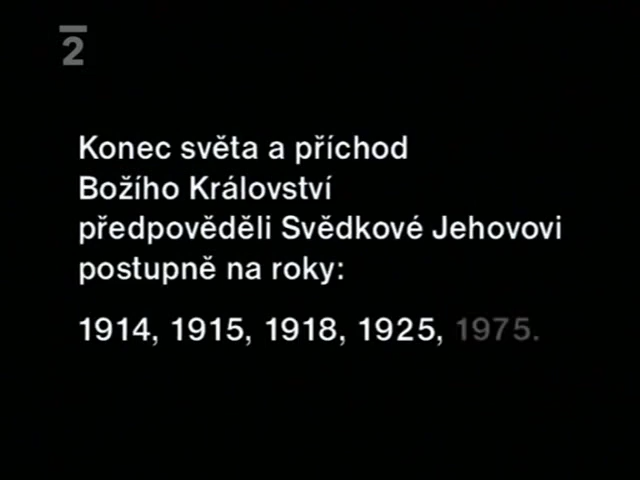 2
Konec světa a příchod
Božího Království
předpověděli Svědkové Jehovovi
postupně na roky:
1914, 1915, 1918, 1925, 1975.